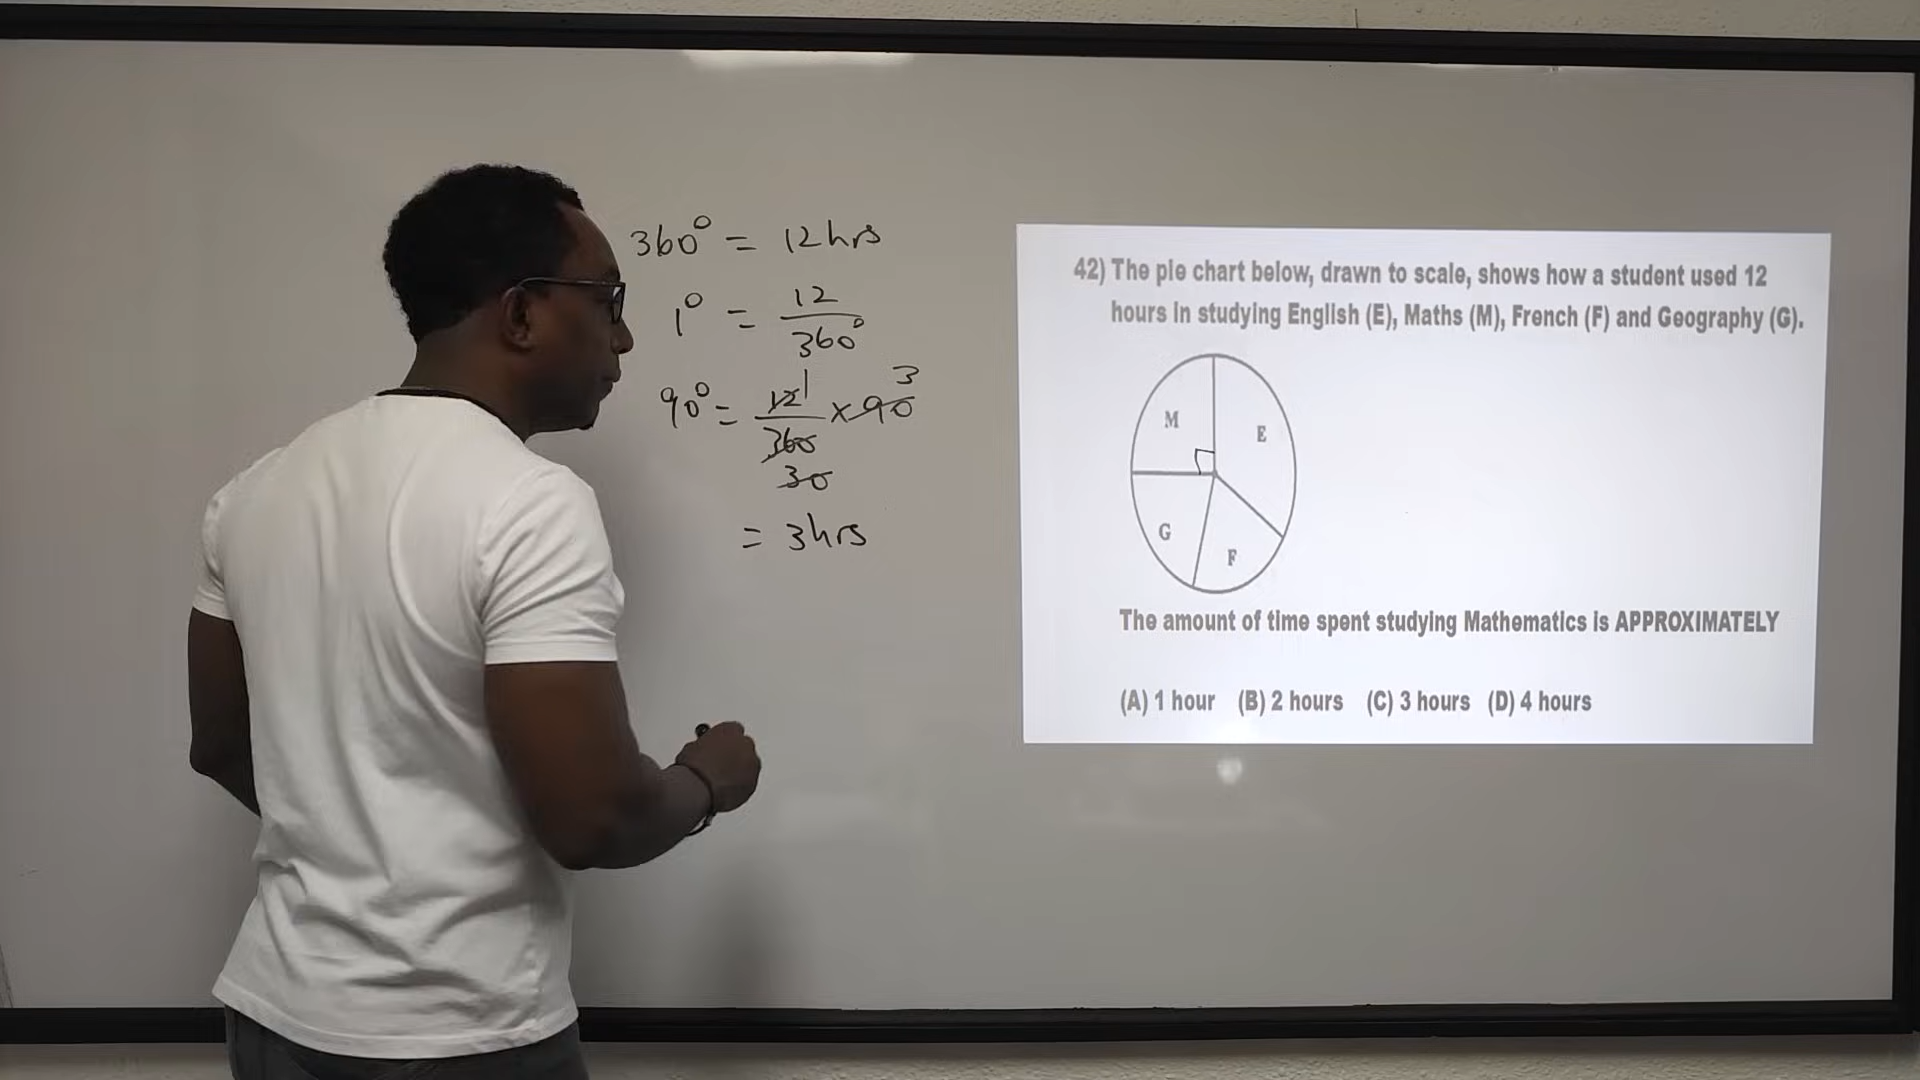 360° = 12hrs
1° = 12/360°
90° = 12/360 × 90
1
3
30
= 3hrs
42) The pie chart below, drawn to scale, shows how a student used 12
hours in studying English (E), Maths (M), French (F) and Geography (G).
M
E
G
F
The amount of time spent studying Mathematics is APPROXIMATELY
(A) 1 hour (B) 2 hours (C) 3 hours (D) 4 hours